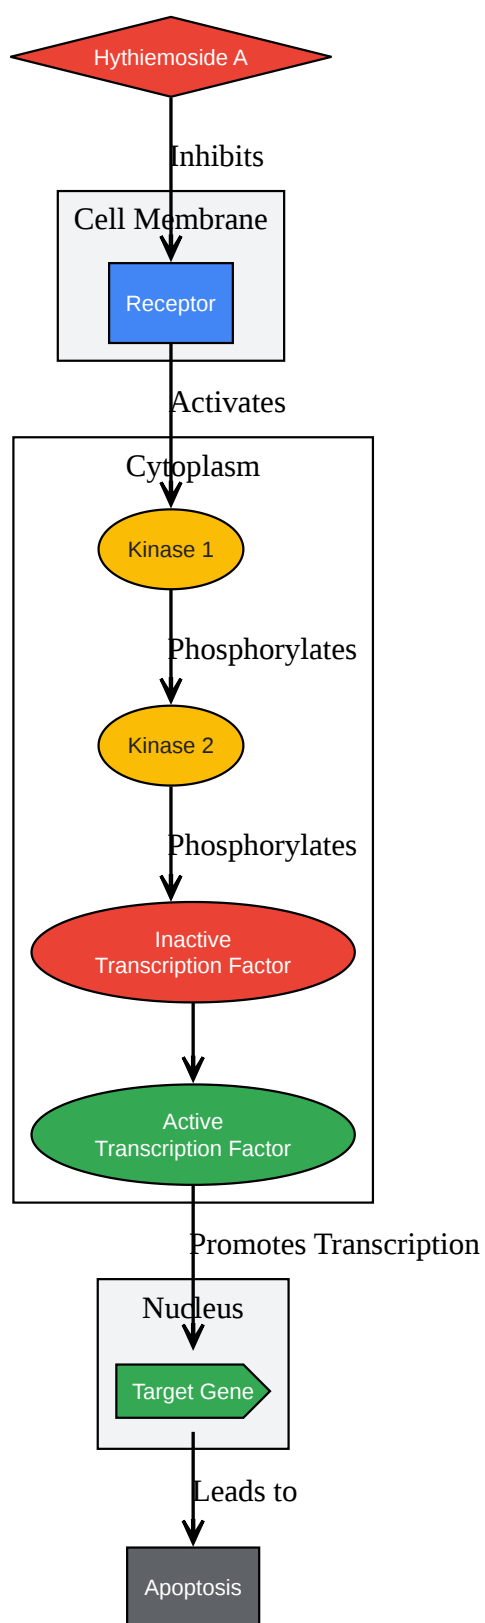 Hythiemoside A
Inhibits
Cell Membrane
Receptor
Activates
Cytoplasm
Kinase 1
Phosphorylates
Kinase 2
Phosphorylates
Inactive
Transcription Factor
Active
Transcription Factor
Promotes Transcription
Nucleus
Target Gene
Leads to
Apoptosis